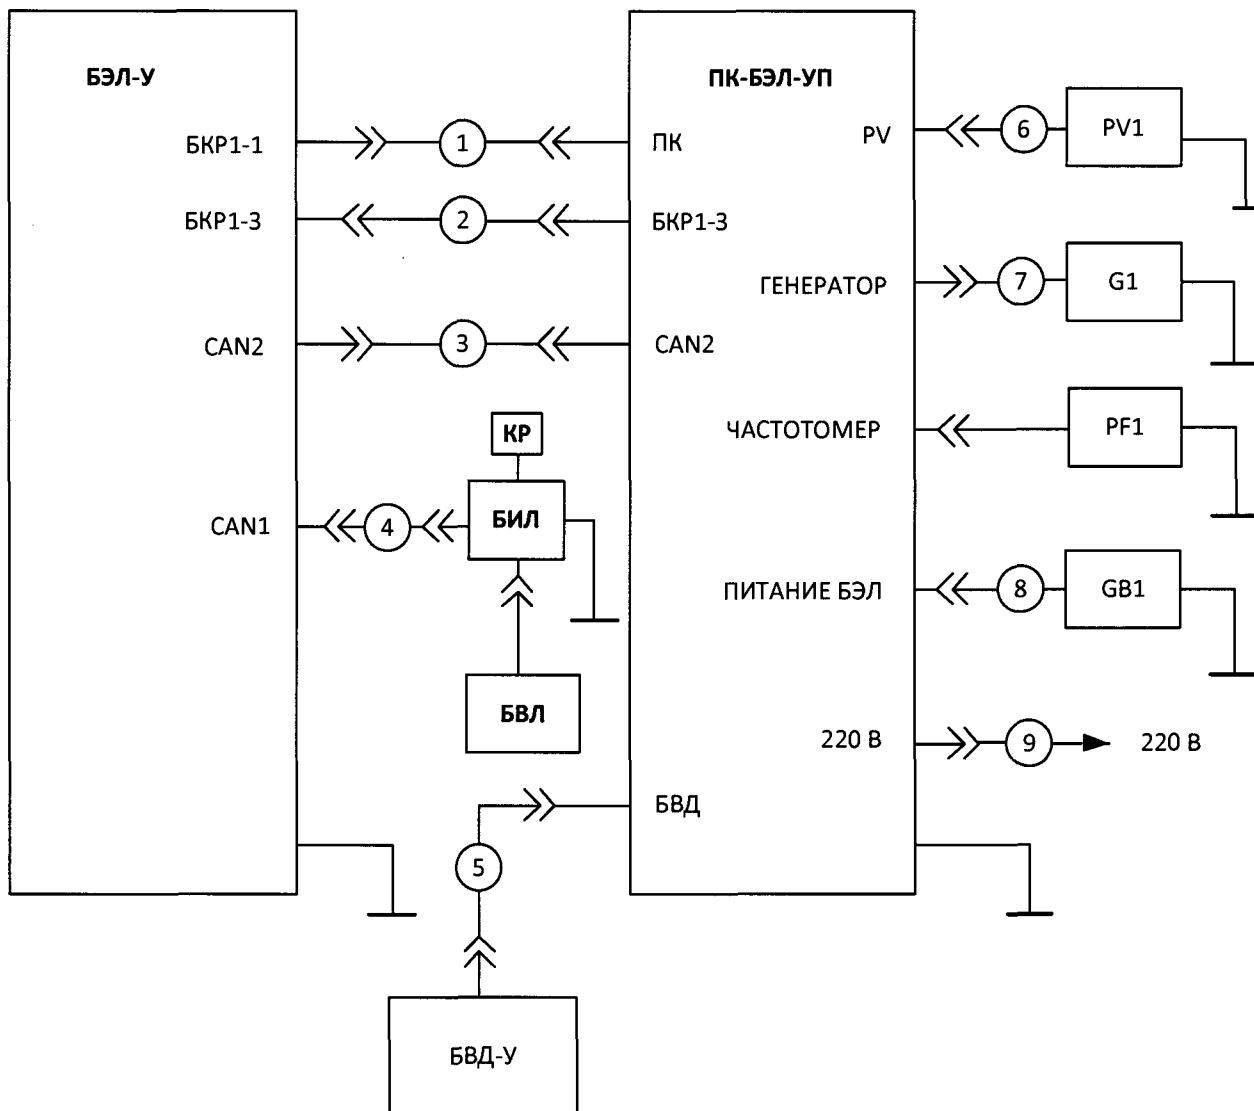 БЭЛ-У
ПК-БЭЛ-УП
БКР1-1
1
ПК
PV
6
PV1
БКР1-3
2
БКР1-3
ГЕНЕРАТОР
7
G1
CAN2
3
CAN2
КР
ЧАСТОТОМЕР
PF1
CAN1
4
БИЛ
ПИТАНИЕ БЭЛ
8
GB1
БВЛ
220 В
9
220 В
БВД
5
БВД-У